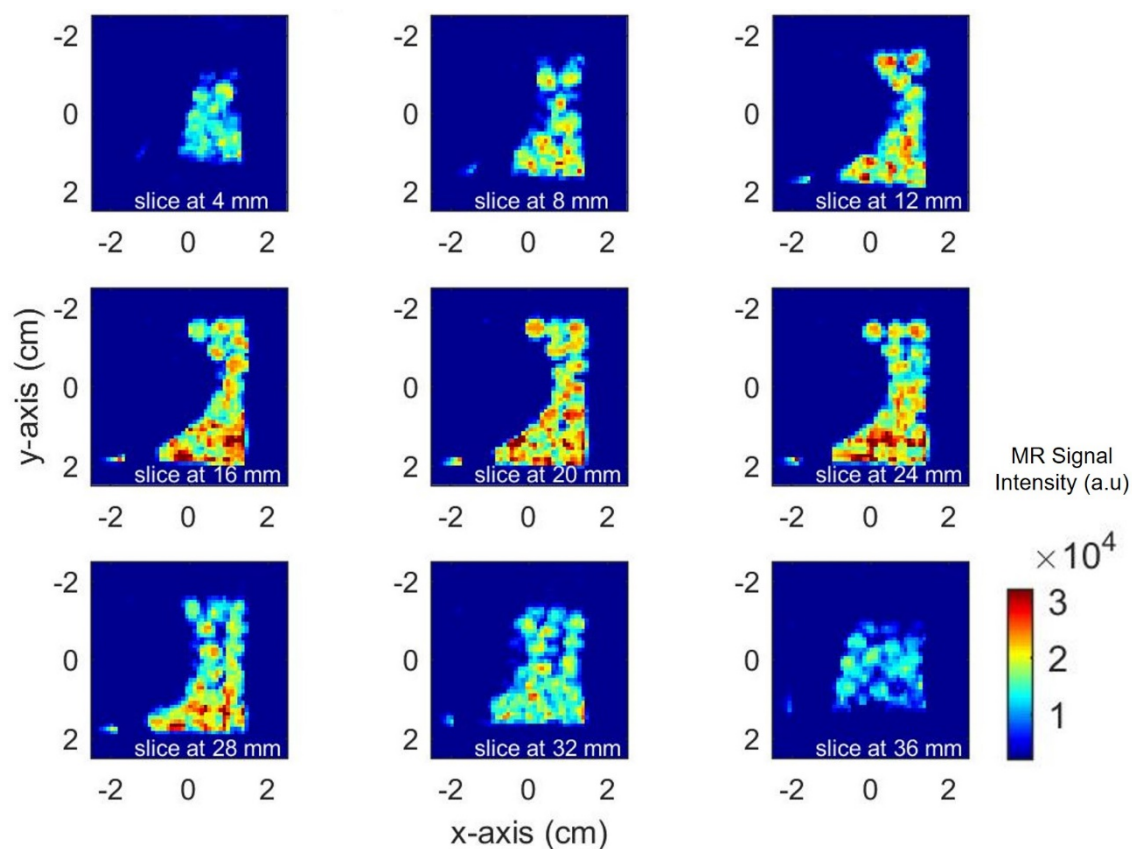 -2
0
2
slice at 4 mm
-2 0 2
-2
0
2
slice at 8 mm
-2 0 2
-2
0
2
slice at 12 mm
-2 0 2
y-axis (cm)
-2
0
2
slice at 16 mm
-2 0 2
-2
0
2
slice at 20 mm
-2 0 2
-2
0
2
slice at 24 mm
-2 0 2
MR Signal
Intensity (a.u)
×10⁴
3
2
1
-2
0
2
slice at 28 mm
-2 0 2
-2
0
2
slice at 32 mm
-2 0 2
-2
0
2
slice at 36 mm
-2 0 2
x-axis (cm)